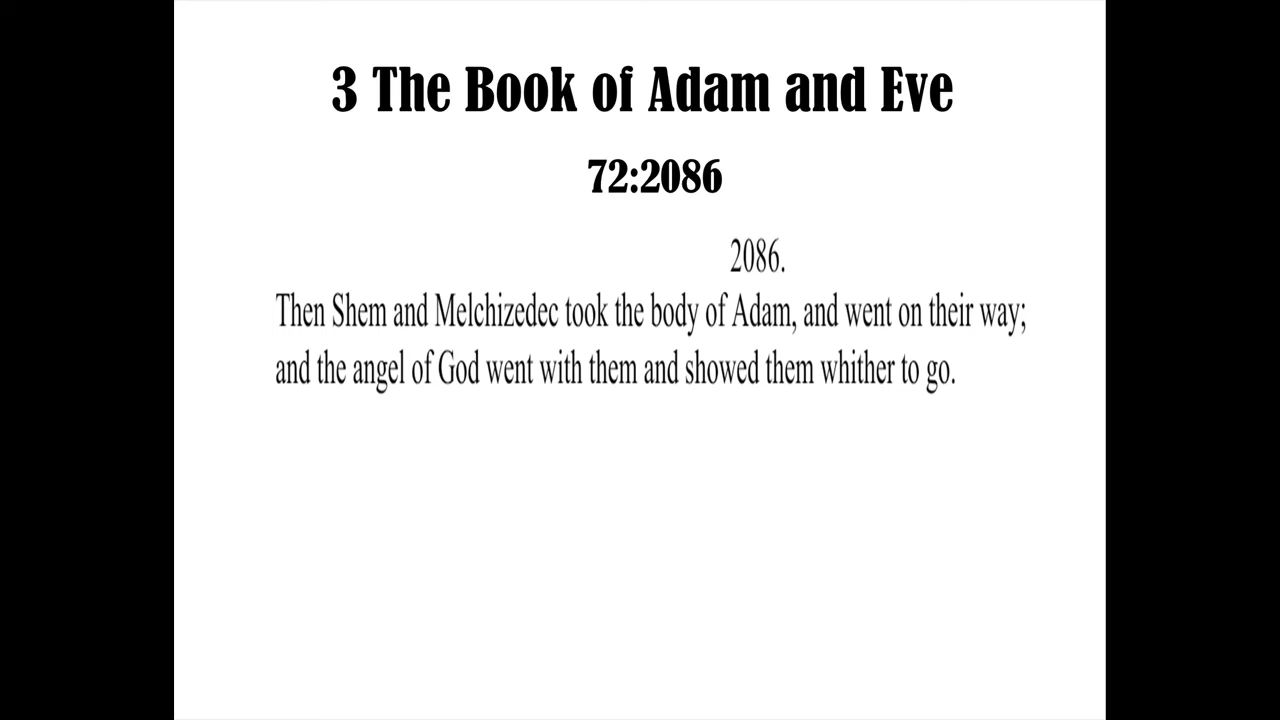 3 The Book of Adam and Eve
72:2086
2086.
Then Shem and Melchizedec took the body of Adam, and went on their way;
and the angel of God went with them and showed them whither to go.